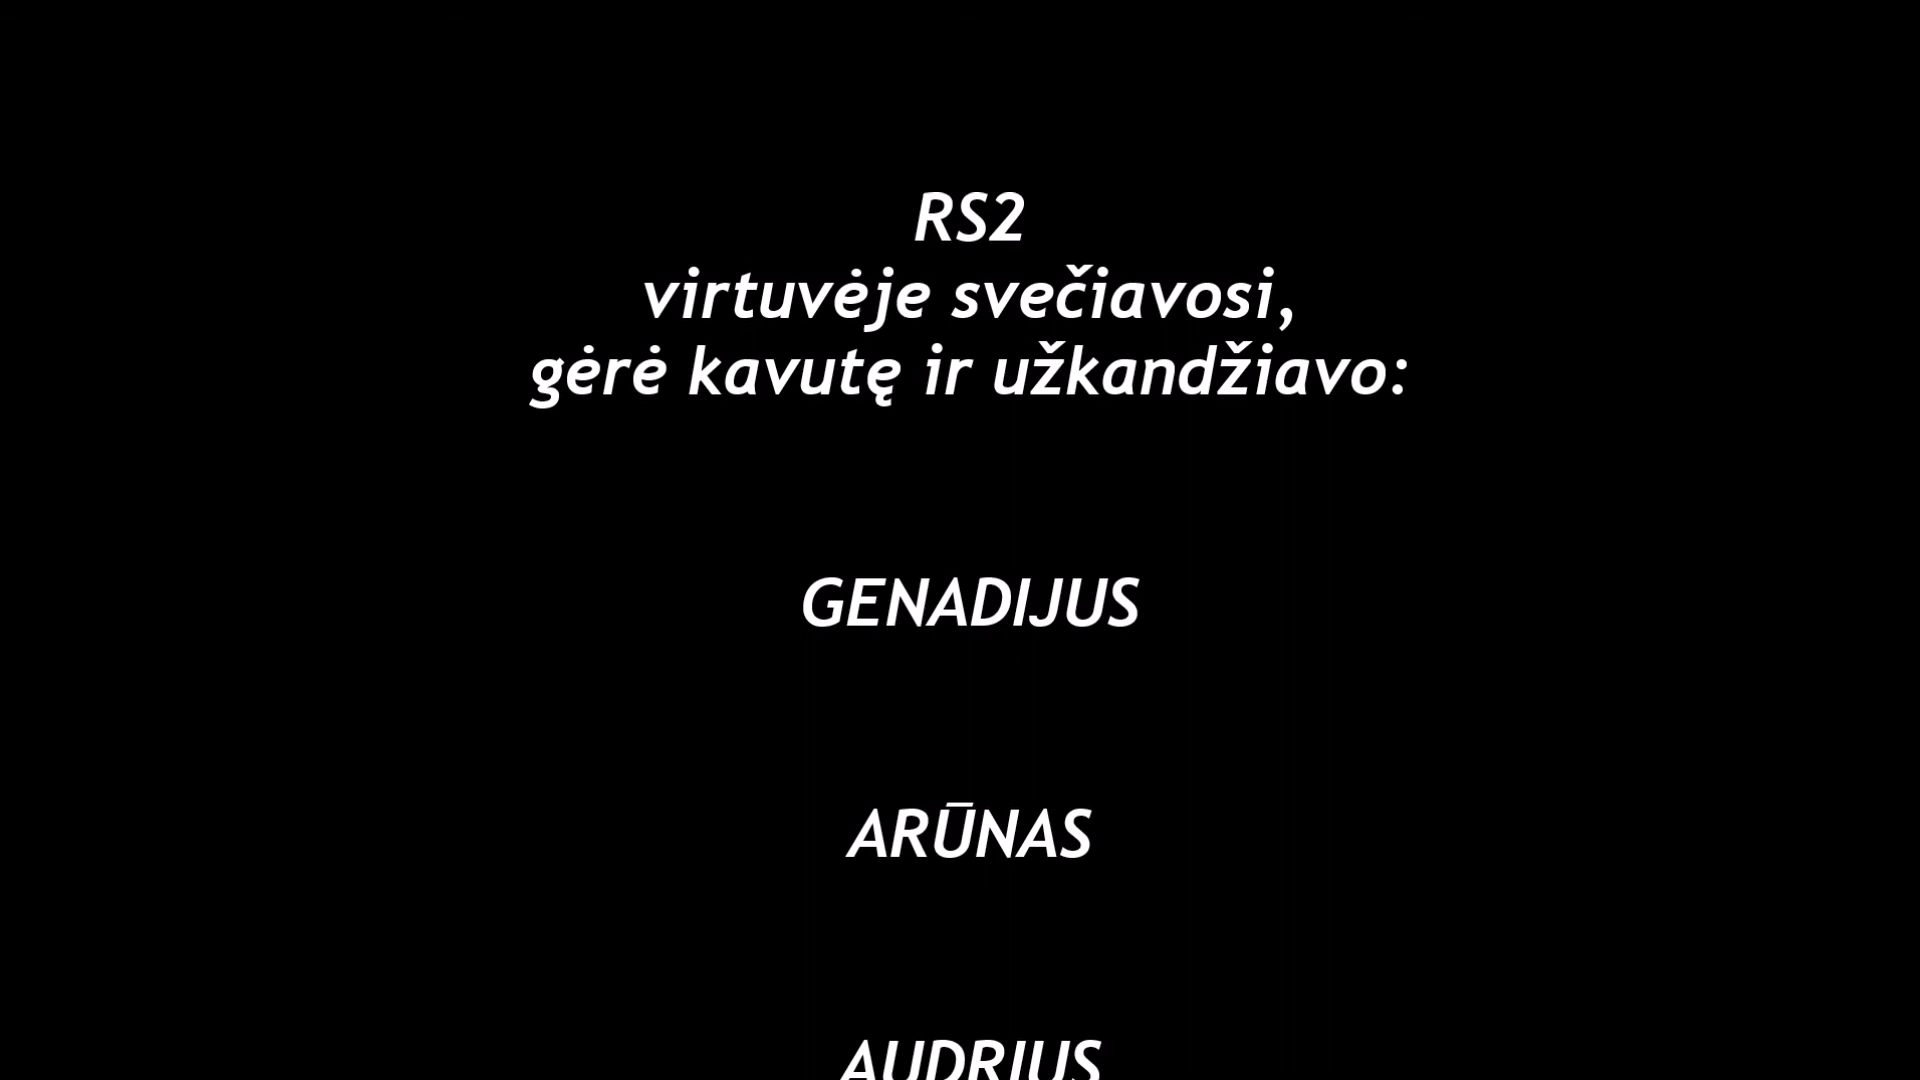 RS2
virtuvėje svečiavosi,
gėrė kavutę ir užkandžiavo:
GENADIJUS
ARŪNAS
AUDRIUS